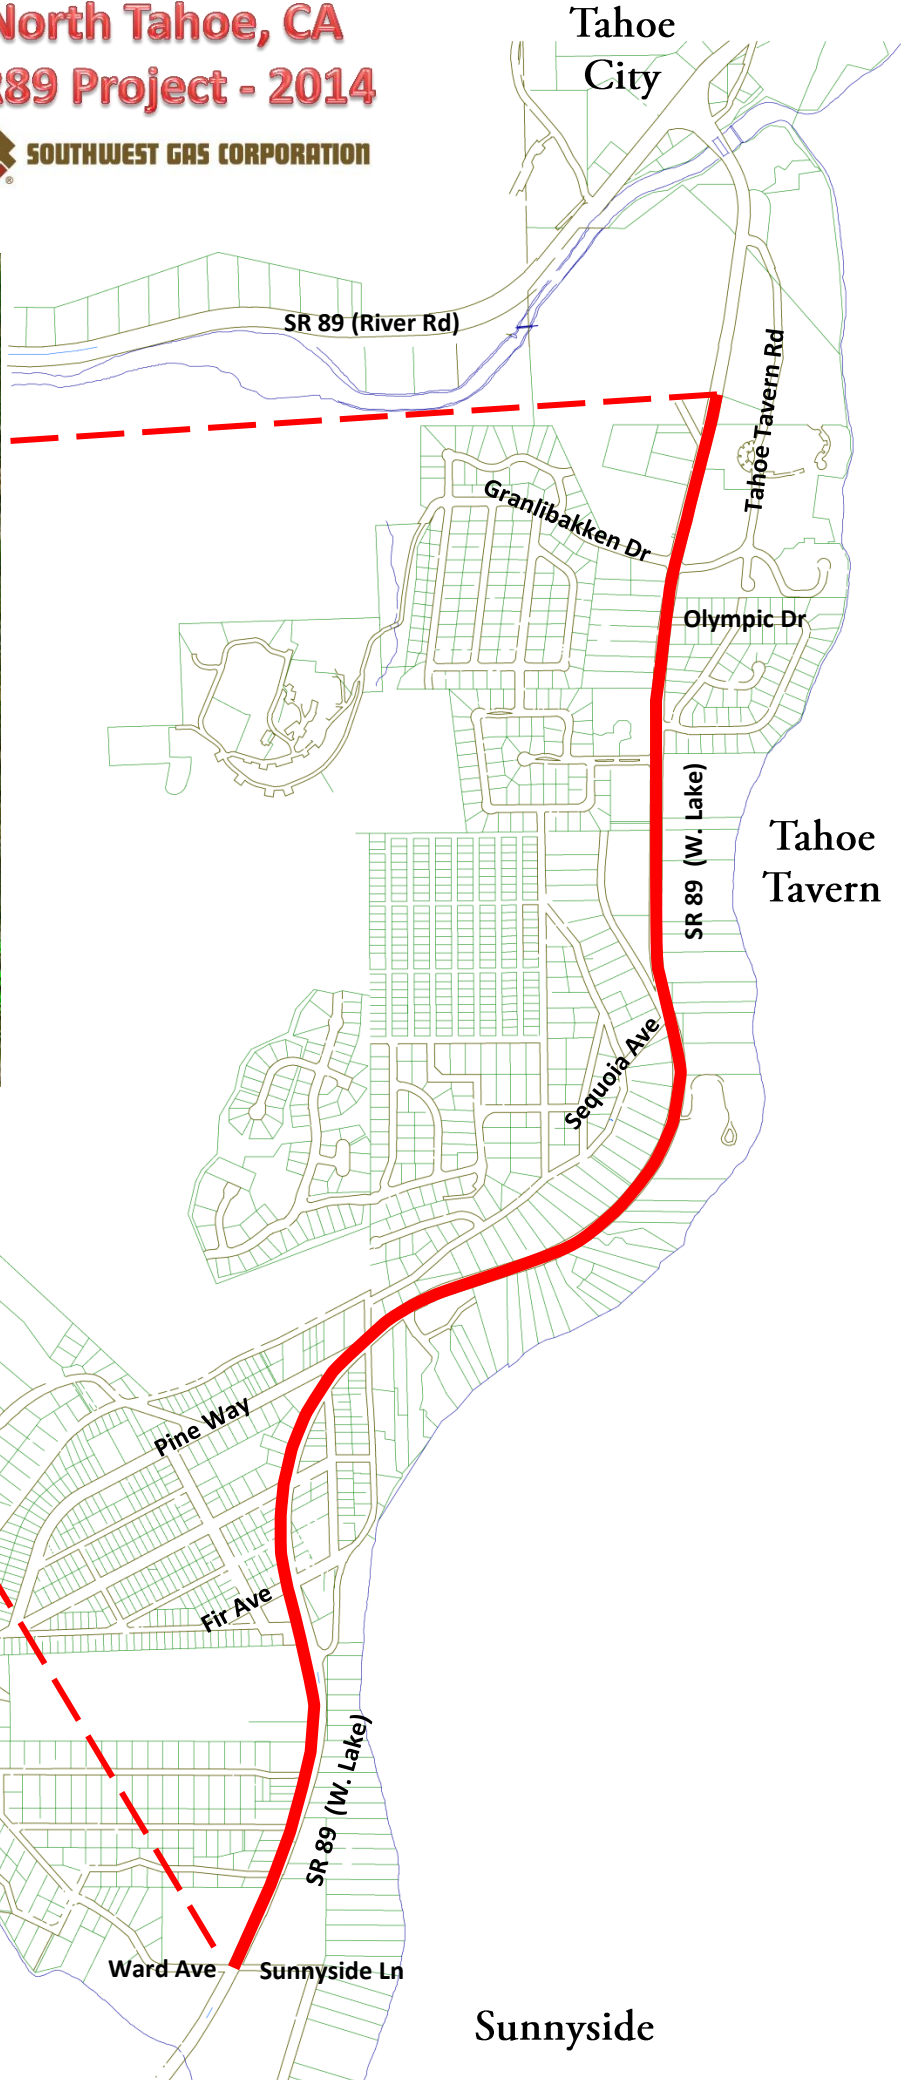 North Tahoe, CA
R89 Project - 2014
SOUTHWEST GAS CORPORATION
®
Tahoe
City
SR 89 (River Rd)
Tahoe Tavern Rd
Granlibakken Dr
Olympic Dr
SR 89 (W. Lake)
Tahoe
Tavern
Sequoia Ave
Pine Way
Fir Ave
SR 89 (W. Lake)
Ward Ave
Sunnyside Ln
Sunnyside